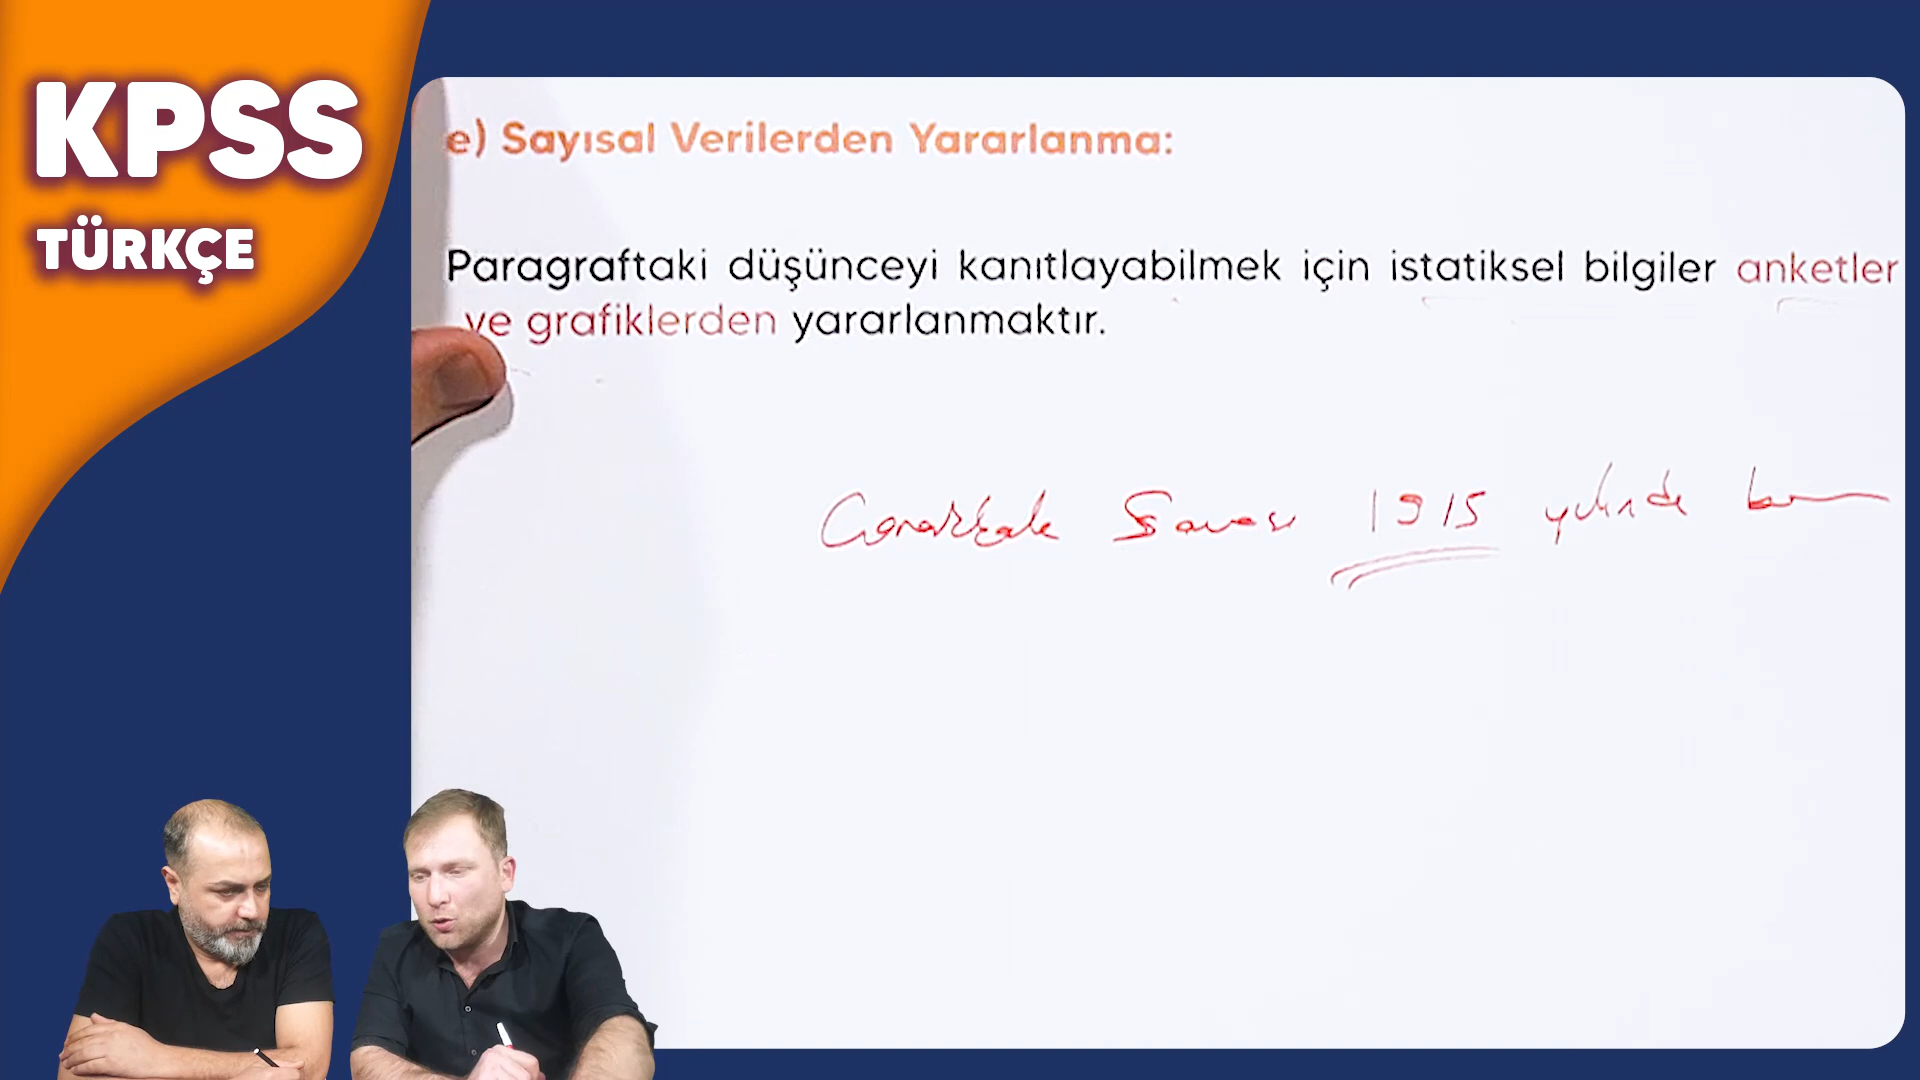 KPSS
TÜRKÇE
e) Sayısal Verilerden Yararlanma:
Paragraftaki düşünceyi kanıtlayabilmek için istatiksel bilgiler anketler
ve grafiklerden yararlanmaktır.
Çanakkale Savaşı 1915 yılında